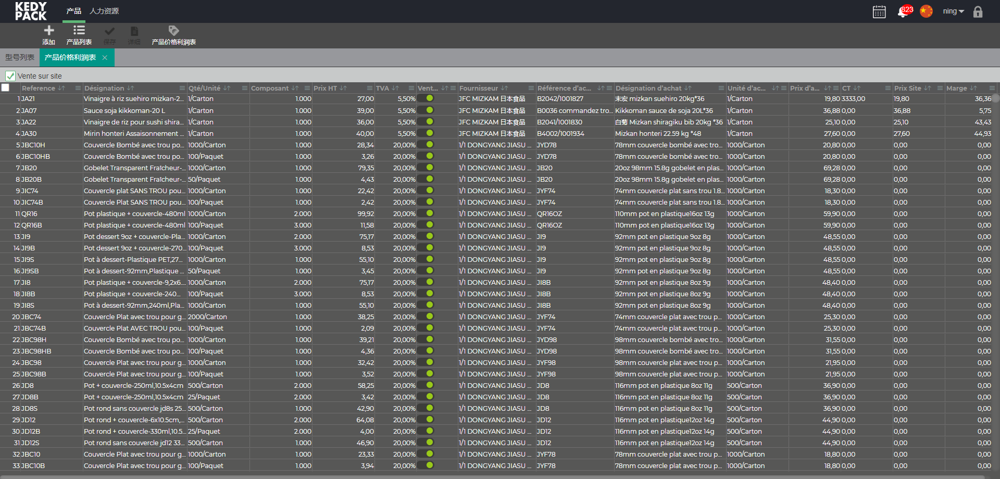 KEDY PACK 产品 人力资源 823 ning
添加 产品列表 保存 详细 产品价格利润表
型号列表 产品价格利润表 ×
Vente sur site
Reference Désignation Qté/Unité Composant Prix HT TVA Vent... Fournisseur Référence d'ac... Désignation d'achat Unité d'ac... Prix d'a... CT Prix Site Marge
1 JA21 Vinaigre à riz suehiro mizkan-2... 1/Carton 1.000 27,00 5,50% JFC MIZKAM 日本食品 B2042/1001827 末宏 mizkan suehiro 20kg*36 1/Carton 19,80 3333,00 19,80 36,36
2 JA07 Sauce soja kikkoman-20 L 1/Carton 1.000 39,00 5,50% JFC MIZKAM 日本食品 B0036 commandez tro... Kikkoman sauce de soja 20L*36 1/Carton 36,88 0,00 36,88 5,75
3 JA22 Vinaigre de riz pour sushi shira... 1/Carton 1.000 36,00 5,50% JFC MIZKAM 日本食品 B2041/1001830 白菊 Mizkan shiragiku bib 20kg *36 1/Carton 25,10 0,00 25,10 43,43
4 JA30 Mirin honteri Assaisonnement ... 1/Carton 1.000 40,00 5,50% JFC MIZKAM 日本食品 B4002/1001934 Mizkan honteri 22.59 kg *48 1/Carton 27,60 0,00 27,60 44,93
5 JBC10H Couvercle Bombé avec trou po... 1000/Carton 1.000 28,34 20,00% 1/1 DONGYANG JIASU ... JYD78 78mm couvercle bombé avec tro... 1000/Carton 20,80 0,00 0,00 0,00
6 JBC10HB Couvercle Bombé avec trou po... 100/Paquet 1.000 3,26 20,00% 1/1 DONGYANG JIASU ... JYD78 78mm couvercle bombé avec tro... 1000/Carton 20,80 0,00 0,00 0,00
7 JB20 Gobelet Transparent Fraîcheur-... 1000/Carton 1.000 79,35 20,00% 1/1 DONGYANG JIASU ... JB20 20oz 98mm 15.8g gobelet en plas... 1000/Carton 69,28 0,00 0,00 0,00
8 JB20B Gobelet Transparent Fraîcheur-... 50/Paquet 1.000 4,43 20,00% 1/1 DONGYANG JIASU ... JB20 20oz 98mm 15.8g gobelet en plas... 1000/Carton 69,28 0,00 0,00 0,00
9 JIC74 Couvercle plat SANS TROU pou... 1000/Carton 1.000 22,42 20,00% 1/1 DONGYANG JIASU ... JYF74 74mm couvercle plat sans trou 1.8... 1000/Carton 18,30 0,00 0,00 0,00
10 JIC74B Couvercle Plat SANS TROU pou... 100/Paquet 1.000 2,42 20,00% 1/1 DONGYANG JIASU ... JYF74 74mm couvercle plat sans trou 1.8... 1000/Carton 18,30 0,00 0,00 0,00
11 QR16 Pot plastique + couvercle-480ml 1000/Carton 2.000 99,92 20,00% 1/1 DONGYANG JIASU ... QR16OZ 110mm pot en plastique16oz 13g 1000/Carton 59,90 0,00 0,00 0,00
12 QR16B Pot plastique + couvercle-480ml 100/Paquet 3.000 11,58 20,00% 1/1 DONGYANG JIASU ... QR16OZ 110mm pot en plastique16oz 13g 1000/Carton 59,90 0,00 0,00 0,00
13 JI9 Pot dessert 9oz + couvercle-Pla... 1000/Carton 2.000 75,17 20,00% 1/1 DONGYANG JIASU ... JI9 92mm pot en plastique 9oz 8g 1000/Carton 48,55 0,00 0,00 0,00
14 JI9B Pot dessert 9oz + couvercle-270... 100/Paquet 3.000 8,53 20,00% 1/1 DONGYANG JIASU ... JI9 92mm pot en plastique 9oz 8g 1000/Carton 48,55 0,00 0,00 0,00
15 JI9S Pot à dessert-Plastique PET,27... 1000/Carton 1.000 55,10 20,00% 1/1 DONGYANG JIASU ... JI9 92mm pot en plastique 9oz 8g 1000/Carton 48,55 0,00 0,00 0,00
16 JI9SB Pot à dessert-92mm,Plastique ... 50/Paquet 1.000 3,45 20,00% 1/1 DONGYANG JIASU ... JI9 92mm pot en plastique 9oz 8g 1000/Carton 48,55 0,00 0,00 0,00
17 JI8 Pot plastique + couvercle-9,2x6... 1000/Carton 2.000 75,17 20,00% 1/1 DONGYANG JIASU ... JI8B 92mm pot en plastique 8oz 9g 1000/Carton 48,40 0,00 0,00 0,00
18 JI8B Pot plastique + couvercle-240... 100/Paquet 3.000 8,53 20,00% 1/1 DONGYANG JIASU ... JI8B 92mm pot en plastique 8oz 9g 1000/Carton 48,40 0,00 0,00 0,00
19 JI8S Pot à dessert-92mm,240ml,Pla... 1000/Carton 1.000 55,10 20,00% 1/1 DONGYANG JIASU ... JI8B 92mm pot en plastique 8oz 9g 1000/Carton 48,40 0,00 0,00 0,00
20 JBC74 Couvercle Plat avec trou pour g... 2000/Carton 1.000 38,25 20,00% 1/1 DONGYANG JIASU ... JYF74 74mm couvercle plat avec trou p... 1000/Carton 25,30 0,00 0,00 0,00
21 JBC74B Couvercle Plat AVEC TROU pou... 100/Paquet 1.000 2,09 20,00% 1/1 DONGYANG JIASU ... JYF74 74mm couvercle plat avec trou p... 1000/Carton 25,30 0,00 0,00 0,00
22 JBC98H Couvercle Bombé avec trou po... 1000/Carton 1.000 39,21 20,00% 1/1 DONGYANG JIASU ... JYD98 98mm couvercle bombé avec tro... 1000/Carton 31,55 0,00 0,00 0,00
23 JBC98HB Couvercle Bombé avec trou po... 100/Paquet 1.000 4,36 20,00% 1/1 DONGYANG JIASU ... JYD98 98mm couvercle bombé avec tro... 1000/Carton 31,55 0,00 0,00 0,00
24 JBC98 Couvercle Plat avec trou pour g... 1000/Carton 1.000 32,42 20,00% 1/1 DONGYANG JIASU ... JYF98 98mm couvercle plat avec trou p... 1000/Carton 21,95 0,00 0,00 0,00
25 JBC98B Couvercle Plat avec trou pour g... 100/Paquet 1.000 3,52 20,00% 1/1 DONGYANG JIASU ... JYF98 98mm couvercle plat avec trou p... 1000/Carton 21,95 0,00 0,00 0,00
26 JD8 Pot + couvercle-250ml,10.5x4cm 500/Carton 2.000 58,25 20,00% 1/1 DONGYANG JIASU ... JD8 116mm pot en plastique 8oz 11g 500/Carton 36,90 0,00 0,00 0,00
27 JD8B Pot + couvercle-250ml,10.5x4cm 25/Paquet 2.000 3,42 20,00% 1/1 DONGYANG JIASU ... JD8 116mm pot en plastique 8oz 11g 500/Carton 36,90 0,00 0,00 0,00
28 JD8S Pot rond sans couvercle jd8s 25... 500/Carton 1.000 42,90 20,00% 1/1 DONGYANG JIASU ... JD8 116mm pot en plastique 8oz 11g 500/Carton 36,90 0,00 0,00 0,00
29 JD12 Pot rond + couvercle-6x10.5cm,... 500/Carton 2.000 64,08 20,00% 1/1 DONGYANG JIASU ... JD12 116mm pot en plastique12oz 14g 500/Carton 44,90 0,00 0,00 0,00
30 JD12B Pot rond + couvercle-330ml,10.5... 25/Paquet 2.000 4,00 20,00% 1/1 DONGYANG JIASU ... JD12 116mm pot en plastique12oz 14g 500/Carton 44,90 0,00 0,00 0,00
31 JD12S Pot rond sans couvercle jd12 33... 500/Carton 1.000 46,90 20,00% 1/1 DONGYANG JIASU ... JD12 116mm pot en plastique12oz 14g 500/Carton 44,90 0,00 0,00 0,00
32 JBC10 Couvercle Plat avec trou pour g... 1000/Carton 1.000 23,33 20,00% 1/1 DONGYANG JIASU ... JYF78 78mm couvercle plat avec trou p... 1000/Carton 18,80 0,00 0,00 0,00
33 JBC10B Couvercle Plat avec trou pour g... 100/Paquet 1.000 3,94 20,00% 1/1 DONGYANG JIASU ... JYF78 78mm couvercle plat avec trou p... 1000/Carton 18,80 0,00 0,00 0,00